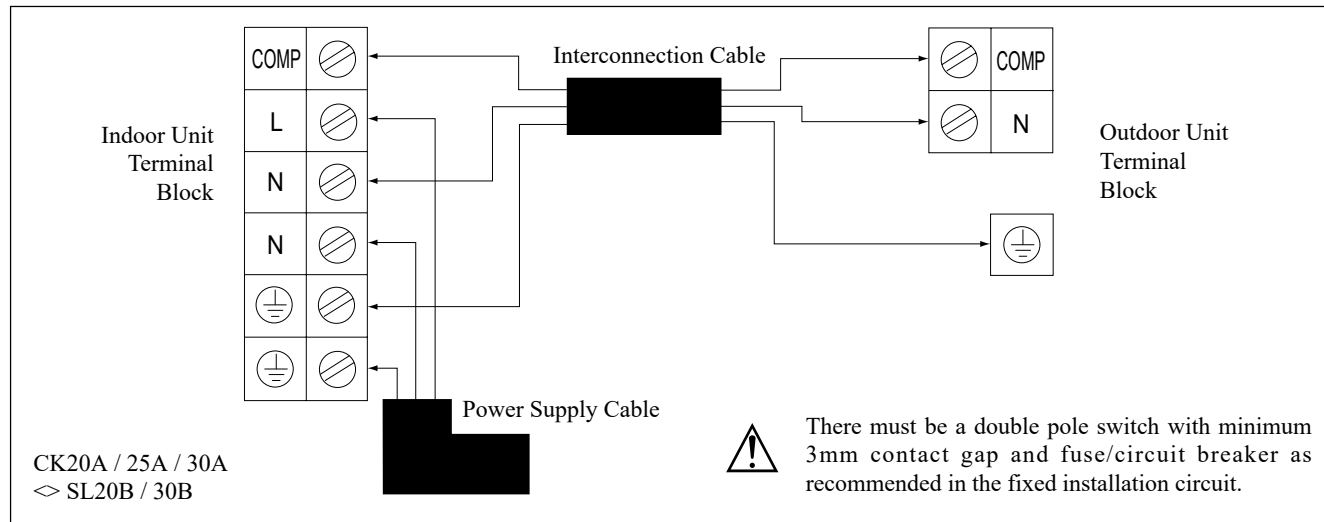 COMP
L
N
N
Indoor Unit
Terminal
Block
Interconnection Cable
COMP
N
Outdoor Unit
Terminal
Block
Power Supply Cable
CK20A / 25A / 30A
<> SL20B / 30B
There must be a double pole switch with minimum
3mm contact gap and fuse/circuit breaker as
recommended in the fixed installation circuit.